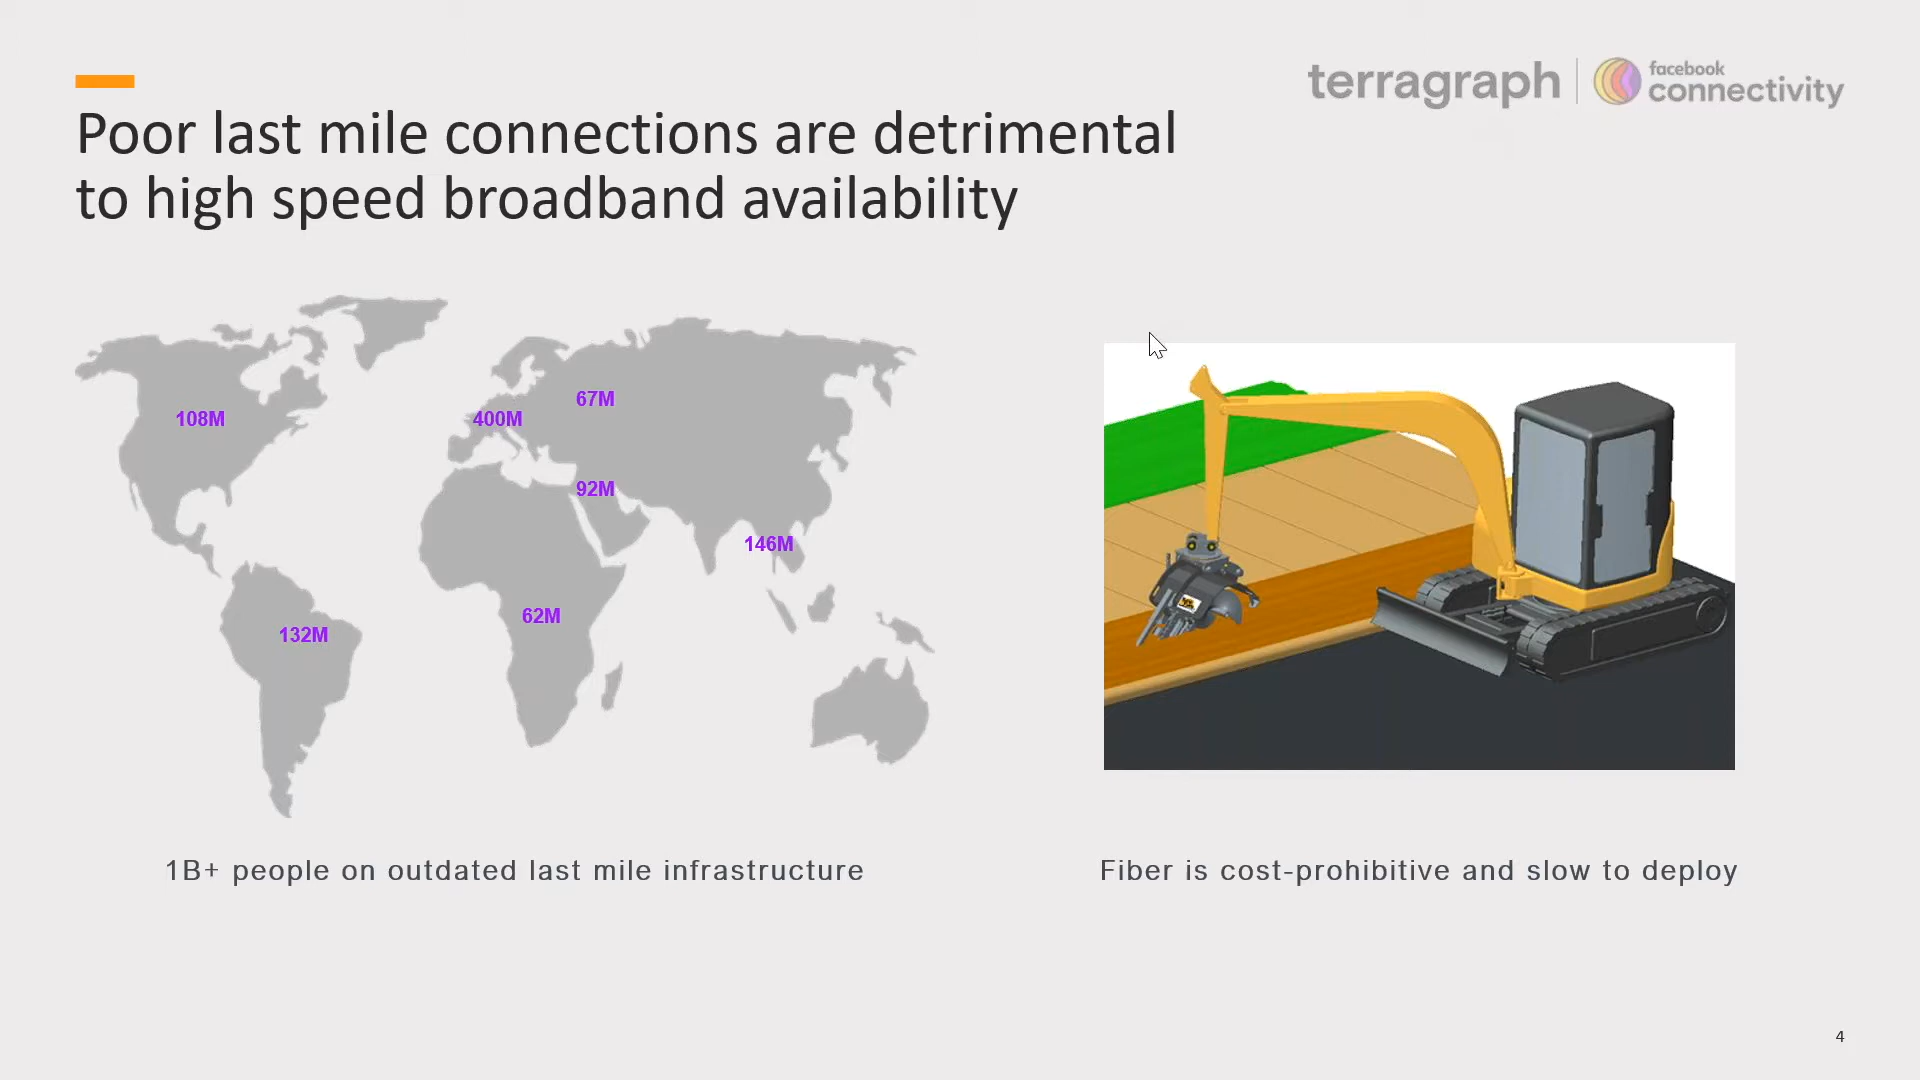 terragraph
facebook
connectivity
Poor last mile connections are detrimental
to high speed broadband availability
67M
108M
400M
92M
146M
62M
132M
1B+ people on outdated last mile infrastructure
Fiber is cost-prohibitive and slow to deploy
4